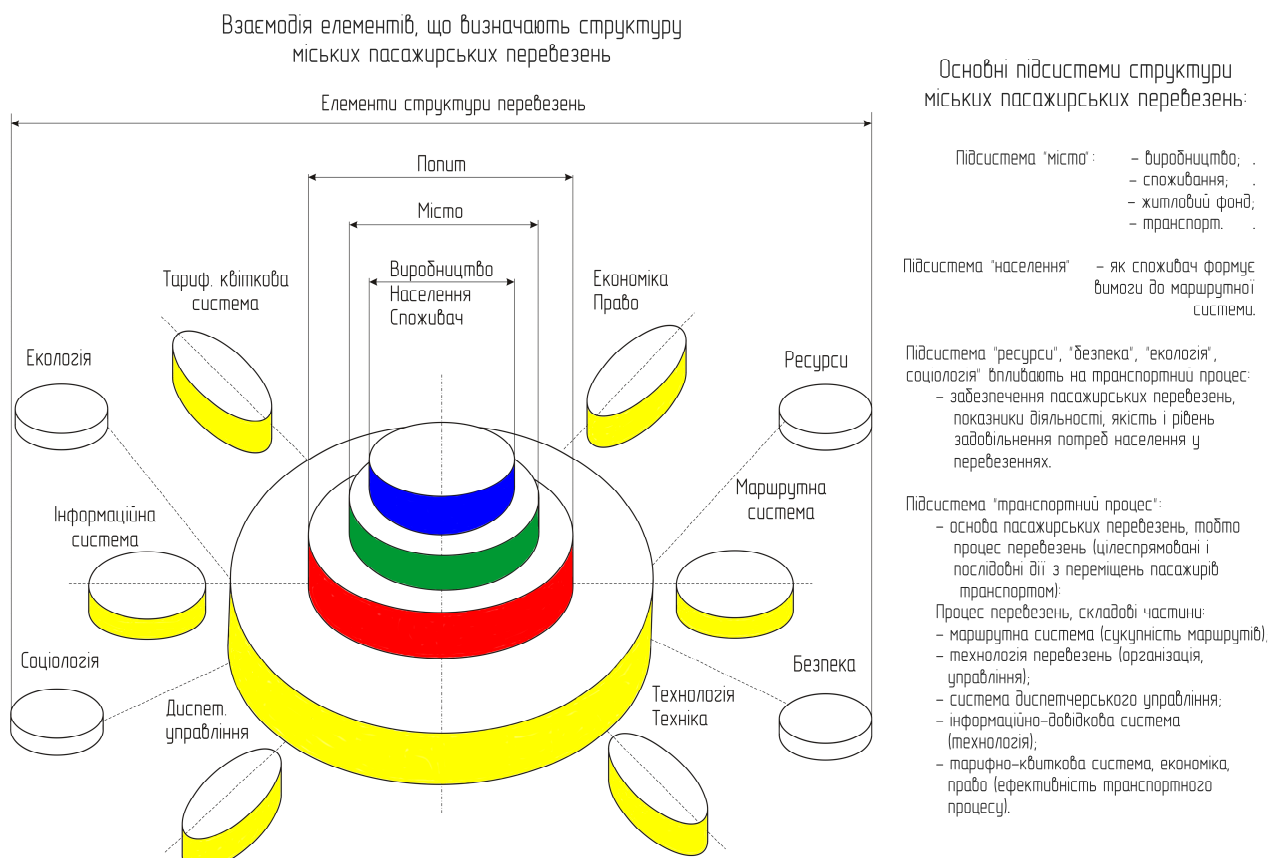 Взаємодія елементів, що визначають структуру
міських пасажирських перевезень
Елементи структури перевезень
Попит
Місто
Виробництво
Населення
Споживач
Тариф. квіткова
система
Економіка
Право
Екологія
Ресурси
Інформаційна
система
Маршрутна
система
Соціологія
Безпека
Диспет.
управління
Технологія
Техніка
Основні підсистеми структури
міських пасажирських перевезень:
Підсистема "місто": – виробництво; .
– споживання; .
– житловий фонд;
– транспорт. .
Підсистема "населення" – як споживач формує
вимоги до маршрутної
системи.
Підсистема "ресурси", "безпека", "екологія",
соціологія" впливають на транспортний процес:
– забезпечення пасажирських перевезень,
показники діяльності, якість і рівень
задовільнення потреб населення у
перевезеннях.
Підсистема "транспортний процес":
– основа пасажирських перевезень, тобто
процес перевезень (цілеспрямовані і
послідовні дії з переміщень пасажирів
транспортом):
Процес перевезень, складові частини:
– маршрутна система (сукупність маршрутів),
– технологія перевезень (організація,
управління);
– система диспетчерського управління;
– інформаційно-довідкова система
(технологія);
– тарифно-квиткова система, економіка,
право (ефективність транспортного
процесу).